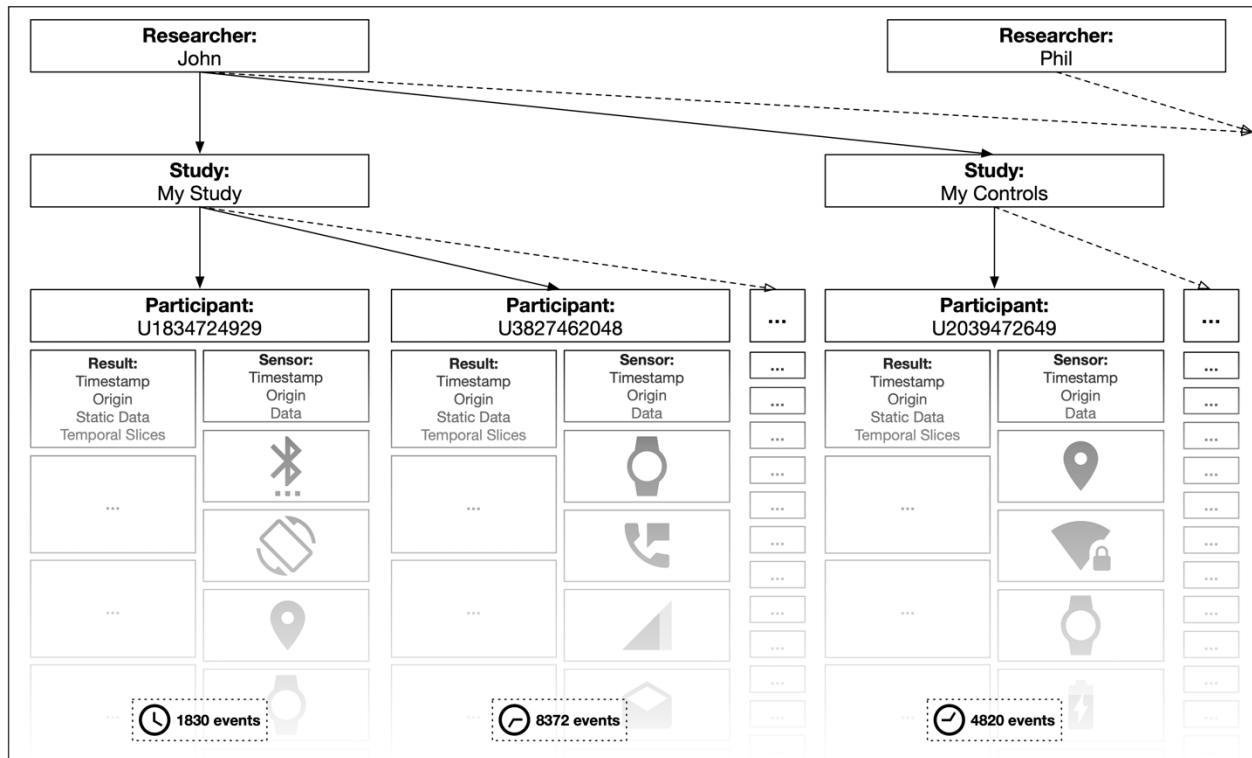 Researcher:
John
Researcher:
Phil
Study:
My Study
Study:
My Controls
Participant:
U1834724929
Participant:
U3827462048
...
Participant:
U2039472649
...
Result:
Timestamp
Origin
Static Data
Temporal Slices
...
...
...
Sensor:
Timestamp
Origin
Data
Result:
Timestamp
Origin
Static Data
Temporal Slices
...
...
...
Sensor:
Timestamp
Origin
Data
...
...
...
...
...
...
...
...
...
...
...
Result:
Timestamp
Origin
Static Data
Temporal Slices
...
...
...
Sensor:
Timestamp
Origin
Data
...
...
...
...
...
...
...
...
...
...
...
1830 events
8372 events
4820 events